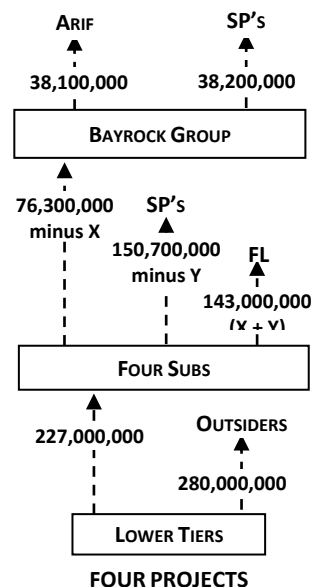 ARIF SP'S
38,100,000 38,200,000
BAYROCK GROUP
76,300,000
minus X
SP'S
150,700,000
minus Y
FL
143,000,000
(X + Y)
FOUR SUBS
227,000,000
OUTSIDERS
280,000,000
LOWER TIERS
FOUR PROJECTS